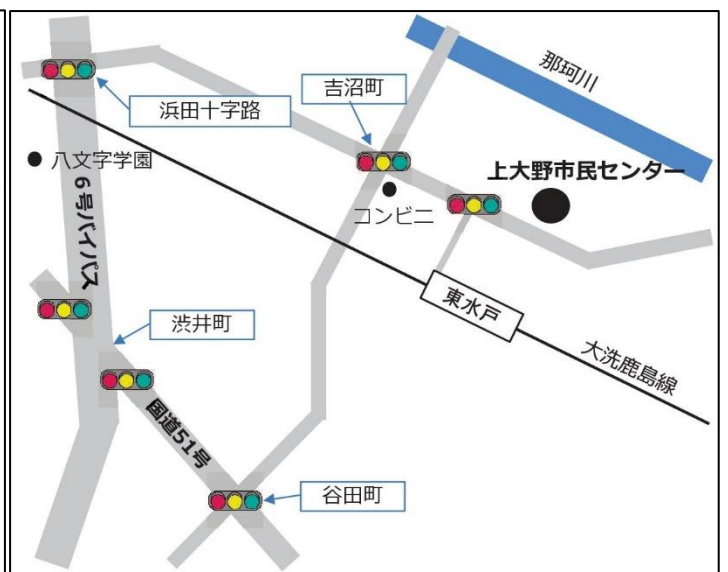 那珂川
吉沼町
浜田十字路
八文字学園
上大野市民センター
コンビニ
6号バイパス
東水戸
渋井町
大洗鹿島線
国道51号
谷田町